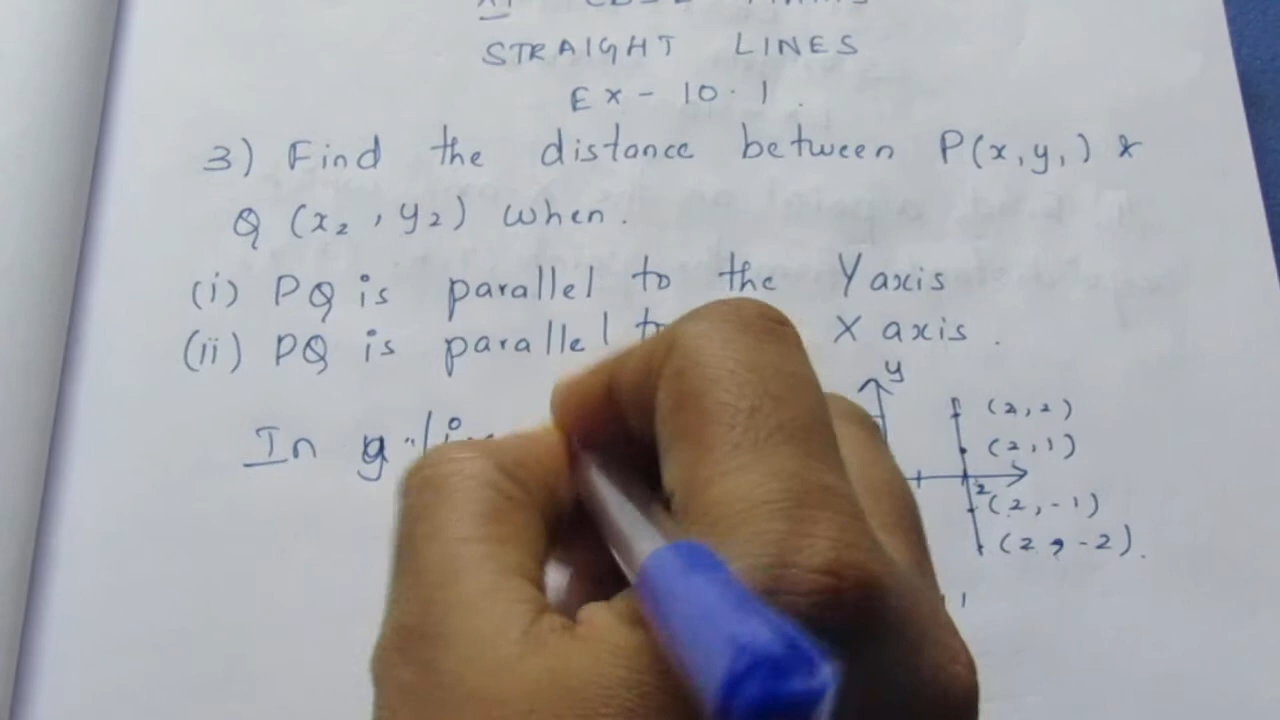 STRAIGHT LINES
Ex - 10.1.
3) Find the distance between P(x, y,) &
Q (x₂, y₂) when.
(i) PQ is parallel to the Y axis
(ii) PQ is parallel X axis.
y
(2,2)
(2,1)
2
(2,-1)
(2,-2).
In